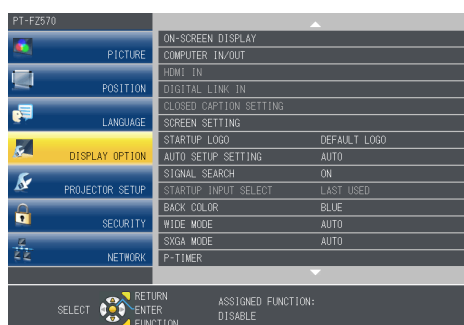 PT-FZ570
PICTURE
POSITION
LANGUAGE
DISPLAY OPTION
PROJECTOR SETUP
SECURITY
NETWORK
ON-SCREEN DISPLAY
COMPUTER IN/OUT
HDMI IN
DIGITAL LINK IN
CLOSED CAPTION SETTING
SCREEN SETTING
STARTUP LOGO DEFAULT LOGO
AUTO SETUP SETTING AUTO
SIGNAL SEARCH ON
STARTUP INPUT SELECT LAST USED
BACK COLOR BLUE
WIDE MODE AUTO
SXGA MODE AUTO
P-TIMER
SELECT
RETURN
ENTER
FUNCTION
ASSIGNED FUNCTION:
DISABLE